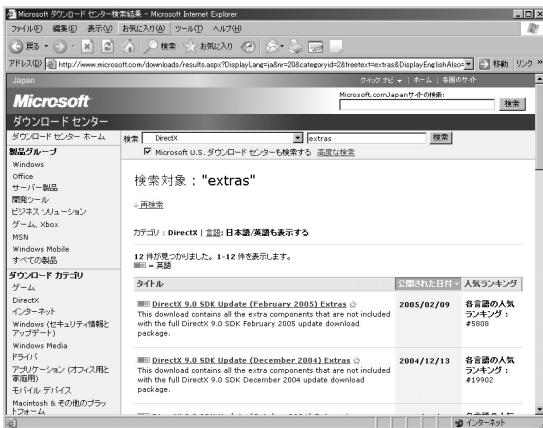 Microsoft ダウンロード センター検索結果 - Microsoft Internet Explorer
ファイル(F) 編集(E) 表示(V) お気に入り(A) ツール(T) ヘルプ(H)
戻る 検索 お気に入り
アドレス(D) http://www.microsoft.com/downloads/results.aspx?DisplayLang=ja&nr=20&categoryid=2&freetext=extras&DisplayEnglishAlso= 移動 リンク »
Japan クイック ナビ | ホーム | 各国のサイト
Microsoft Microsoft.com Japanサイトの検索:
検索
ダウンロード センター
ダウンロード センター ホーム
検索 DirectX extras 検索
Microsoft U.S. ダウンロード センターも検索する 高度な検索
製品グループ
Windows
Office
サーバー製品
開発ツール
ビジネス ソリューション
ゲーム、Xbox
MSN
Windows Mobile
すべての製品
ダウンロード カテゴリ
ゲーム
DirectX
インターネット
Windows (セキュリティ情報と
アップデート)
Windows Media
ドライバ
アプリケーション (オフィス用と
家庭用)
モバイル デバイス
Macintosh & その他のプラッ
トフォーム
検索対象 : "extras"
再検索
カテゴリ : DirectX | 言語: 日本語/英語も表示する
12 件が見つかりました。1-12 件を表示します。
= 英語
タイトル 公開された日付 人気ランキング
DirectX 9.0 SDK Update (February 2005) Extras 2005/02/09 各言語の人気
This download contains all the extra components that are not included ランキング :
with the full DirectX 9.0 SDK February 2005 update download #5808
package.
DirectX 9.0 SDK Update (December 2004) Extras 2004/12/13 各言語の人気
This download contains all the extra components that are not included ランキング :
with the full DirectX 9.0 SDK December 2004 update download #19902
package.
インターネット